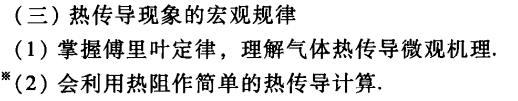 (三)热传导现象的宏观规律
(1)掌握傅里叶定律,理解气体热传导微观机理.
※(2)会利用热阻作简单的热传导计算.